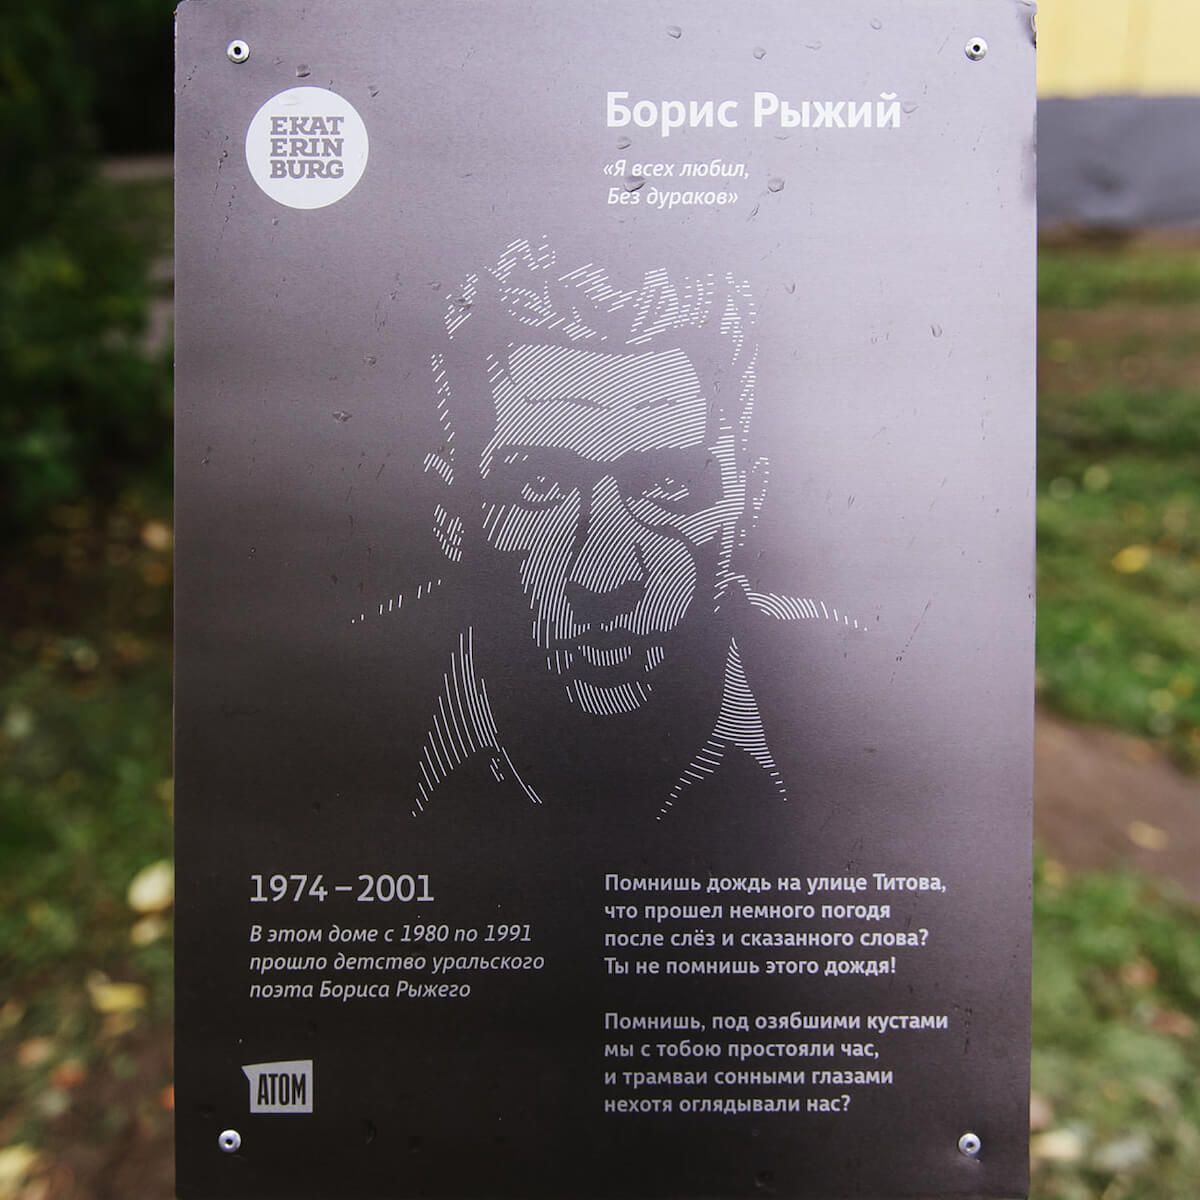 EKAT
ERIN
BURG
Борис Рыжий
«Я всех любил,
Без дураков»
1974–2001
В этом доме с 1980 по 1991
прошло детство уральского
поэта Бориса Рыжего
АТОМ
Помнишь дождь на улице Титова,
что прошел немного погодя
после слёз и сказанного слова?
Ты не помнишь этого дождя!
Помнишь, под озябшими кустами
мы с тобою простояли час,
и трамваи сонными глазами
нехотя оглядывали нас?